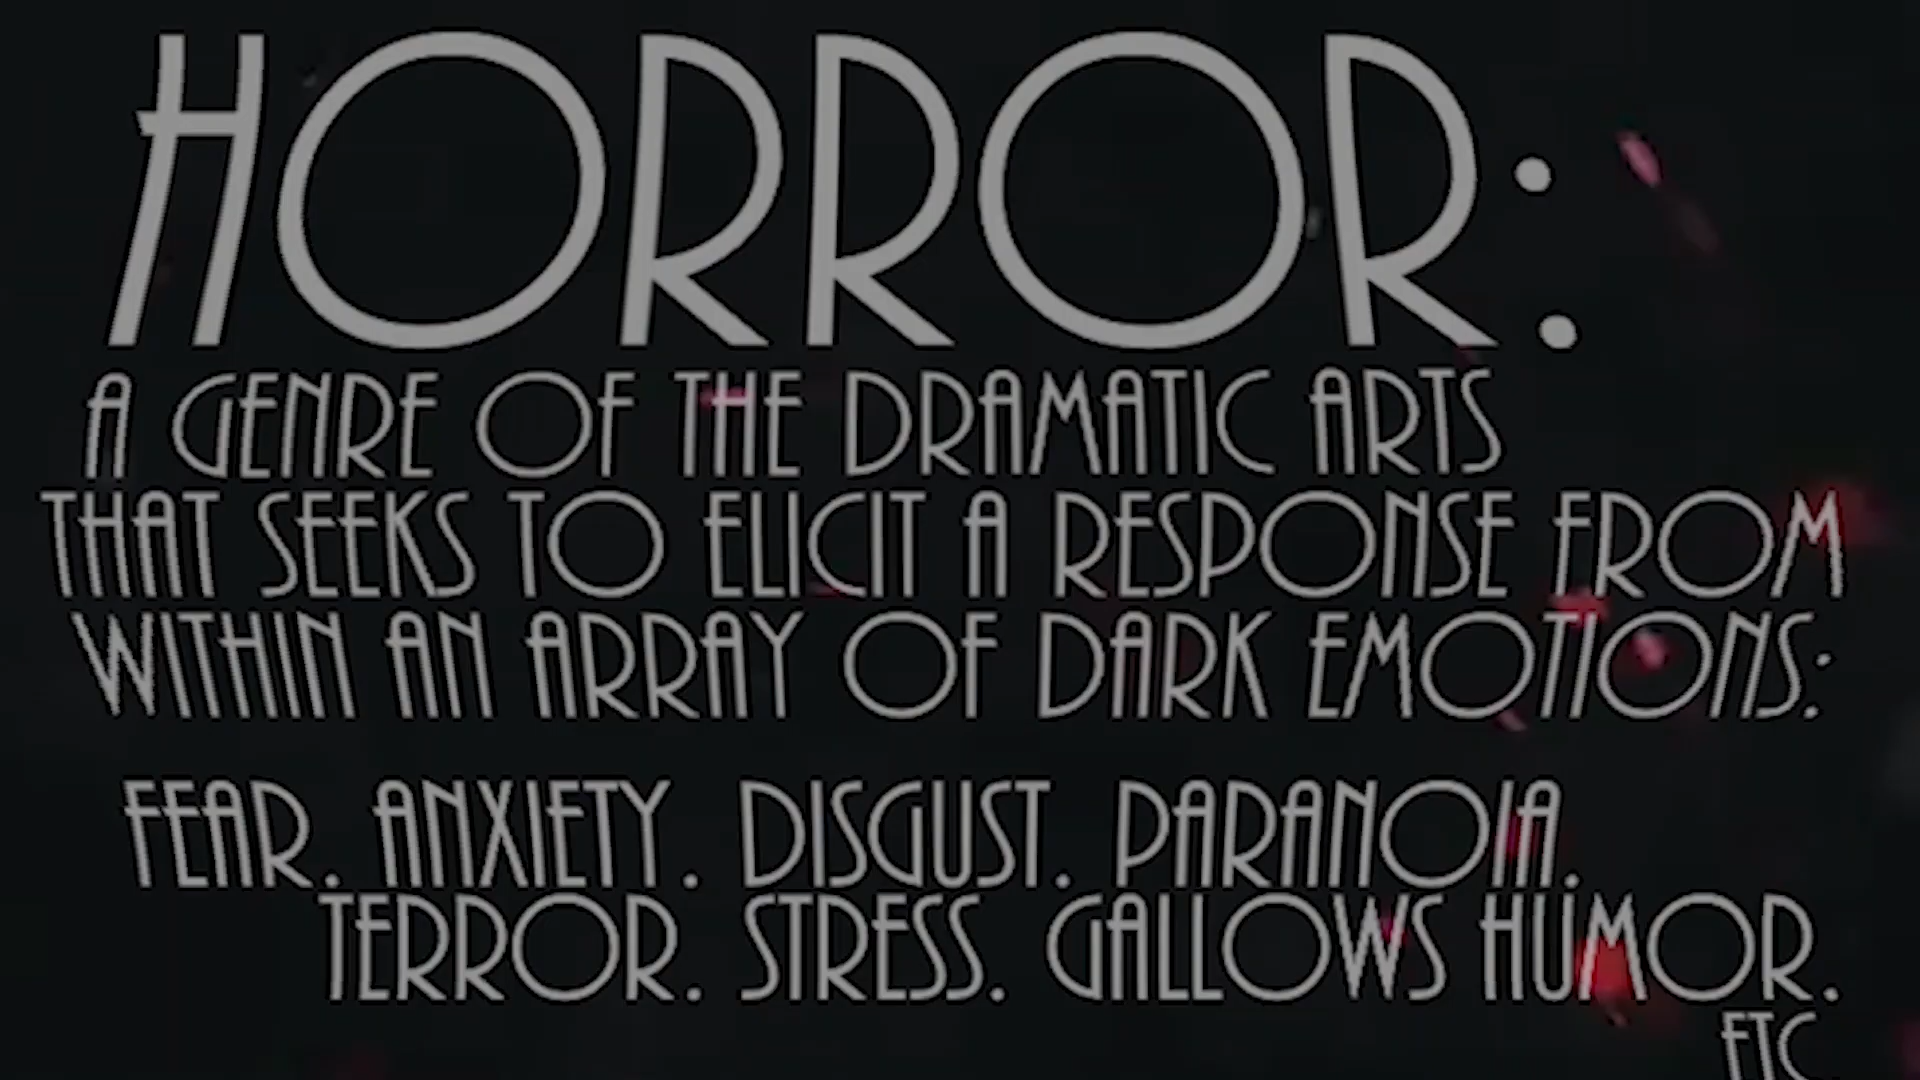 HORROR:
A GENRE OF THE DRAMATIC ARTS
THAT SEEKS TO ELICIT A RESPONSE FROM
WITHIN AN ARRAY OF DARK EMOTIONS:
FEAR. ANXIETY. DISGUST. PARANOIA.
TERROR. STRESS. GALLOWS HUMOR.
ETC